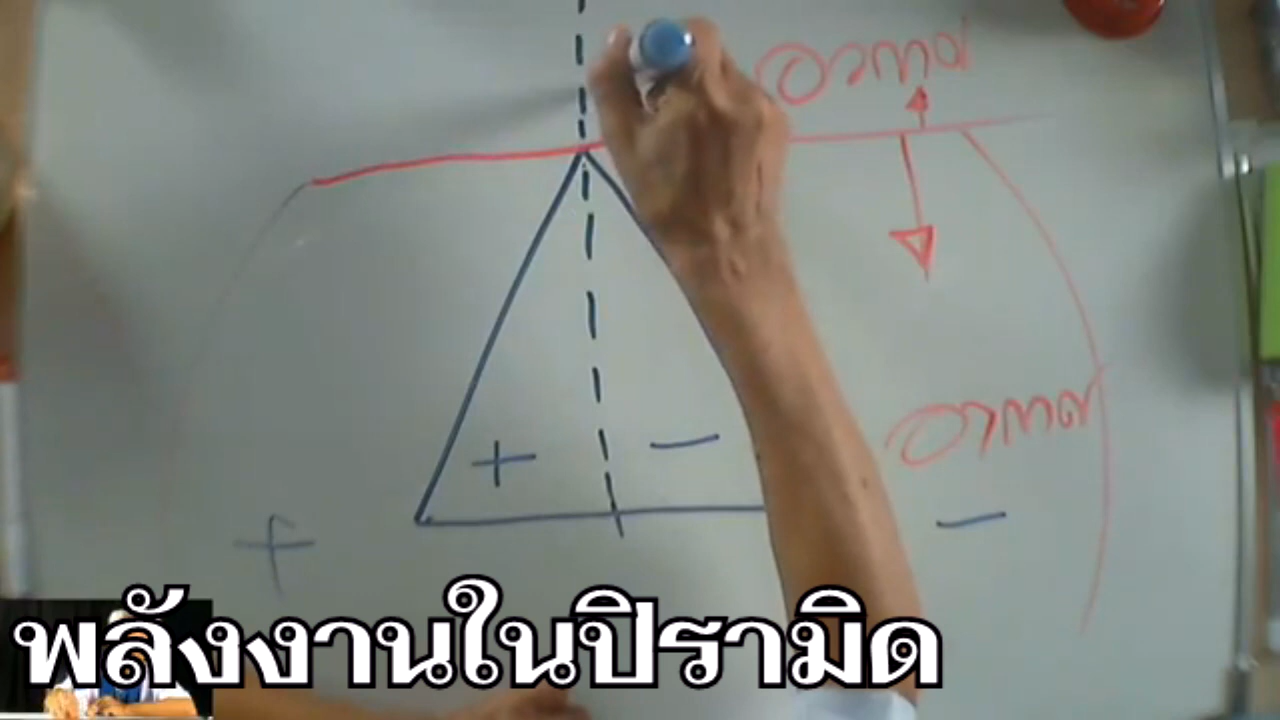 อวกาศ
อากาศ
+ −
+ −
พลังงานในปิรามิด